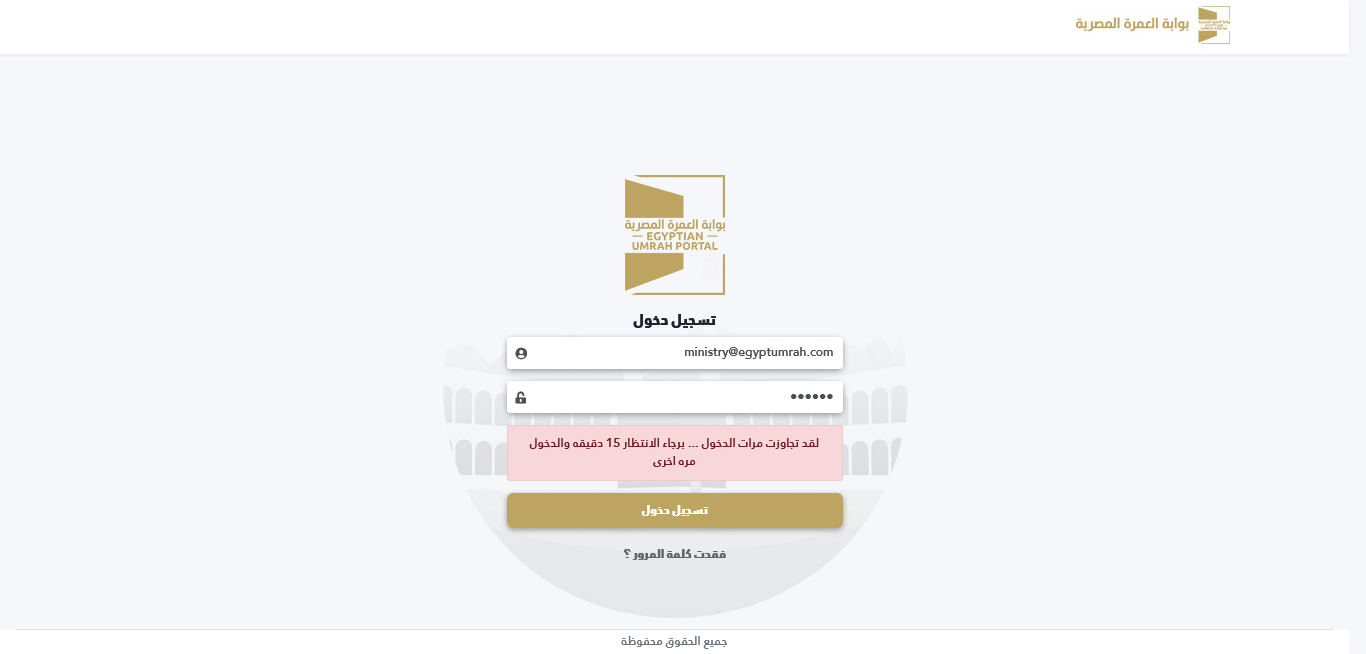 بوابة العمرة المصرية
بوابة العمرة المصرية
— EGYPTIAN —
UMRAH PORTAL
تسجيل دخول
ministry@egyptumrah.com
••••••
لقد تجاوزت مرات الدخول ... برجاء الانتظار 15 دقيقه والدخول
مره اخرى
تسجيل دخول
فقدت كلمة المرور ؟
جميع الحقوق محفوظة